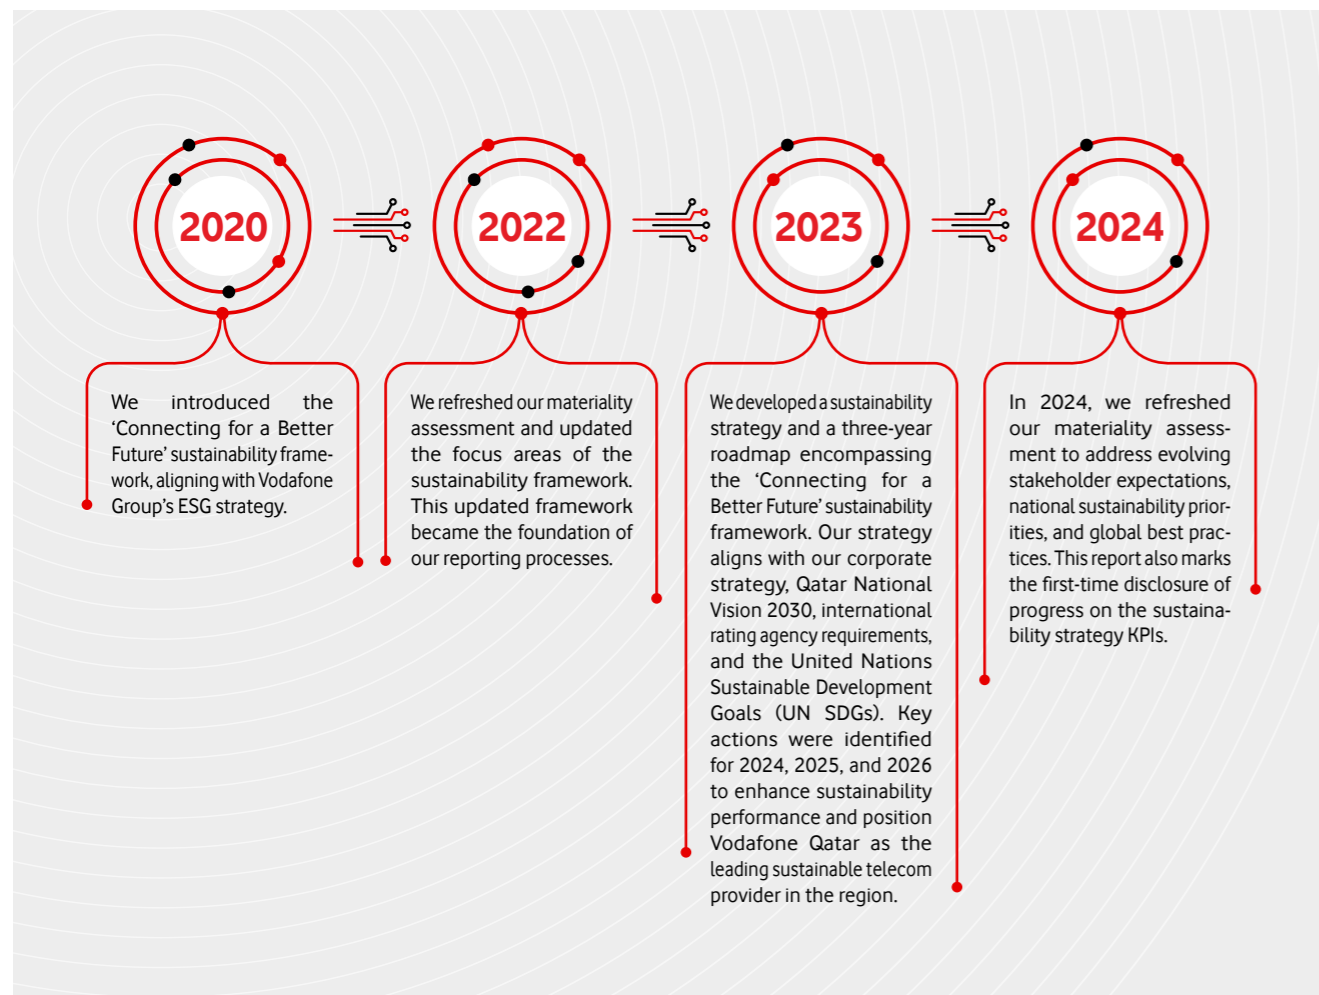 2020
We introduced the
‘Connecting for a Better
Future’ sustainability frame-
work, aligning with Vodafone
Group’s ESG strategy.
2022
We refreshed our materiality
assessment and updated
the focus areas of the
sustainability framework.
This updated framework
became the foundation of
our reporting processes.
2023
We developed a sustainability
strategy and a three-year
roadmap encompassing
the ‘Connecting for a
Better Future’ sustainability
framework. Our strategy
aligns with our corporate
strategy, Qatar National
Vision 2030, international
rating agency requirements,
and the United Nations
Sustainable Development
Goals (UN SDGs). Key
actions were identified
for 2024, 2025, and 2026
to enhance sustainability
performance and position
Vodafone Qatar as the
leading sustainable telecom
provider in the region.
2024
In 2024, we refreshed
our materiality assess-
ment to address evolving
stakeholder expectations,
national sustainability prior-
ities, and global best prac-
tices. This report also marks
the first-time disclosure of
progress on the sustaina-
bility strategy KPIs.